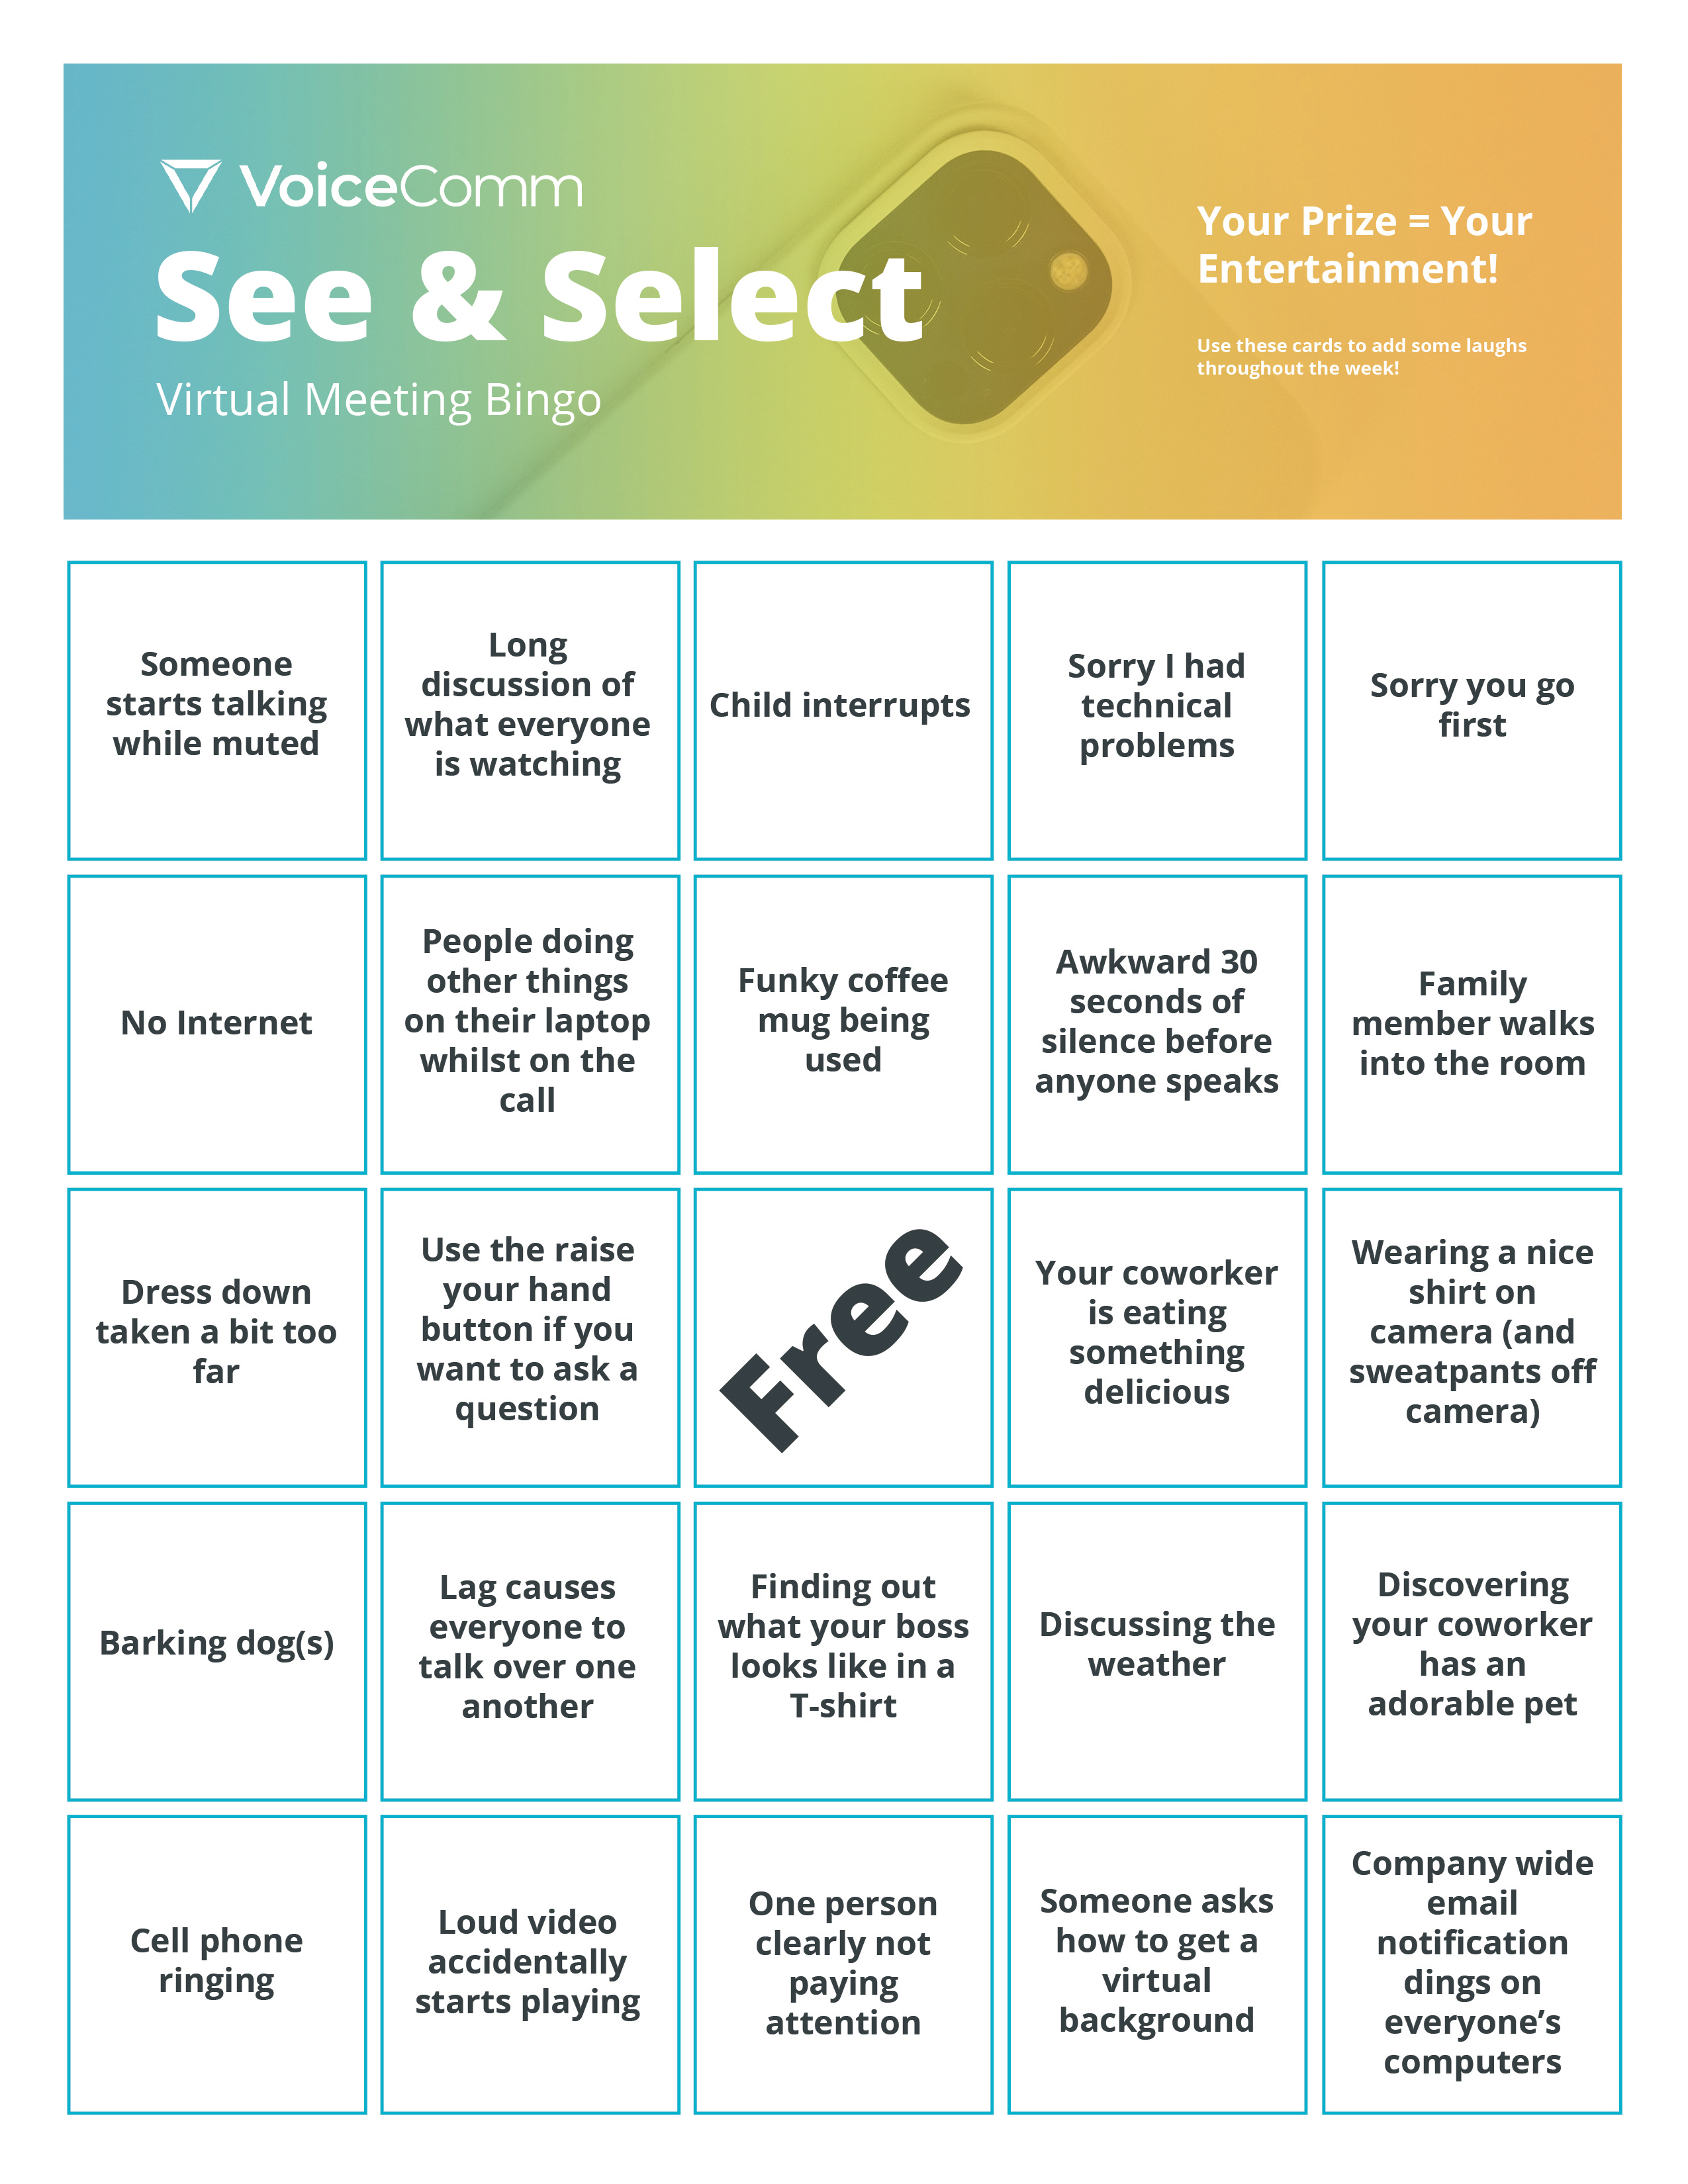 VoiceComm
See & Select
Virtual Meeting Bingo
Your Prize = Your
Entertainment!
Use these cards to add some laughs
throughout the week!
Someone
starts talking
while muted
Long
discussion of
what everyone
is watching
Child interrupts
Sorry I had
technical
problems
Sorry you go
first
No Internet
People doing
other things
on their laptop
whilst on the
call
Funky coffee
mug being
used
Awkward 30
seconds of
silence before
anyone speaks
Family
member walks
into the room
Dress down
taken a bit too
far
Use the raise
your hand
button if you
want to ask a
question
Free
Your coworker
is eating
something
delicious
Wearing a nice
shirt on
camera (and
sweatpants off
camera)
Barking dog(s)
Lag causes
everyone to
talk over one
another
Finding out
what your boss
looks like in a
T-shirt
Discussing the
weather
Discovering
your coworker
has an
adorable pet
Cell phone
ringing
Loud video
accidentally
starts playing
One person
clearly not
paying
attention
Someone asks
how to get a
virtual
background
Company wide
email
notification
dings on
everyone’s
computers